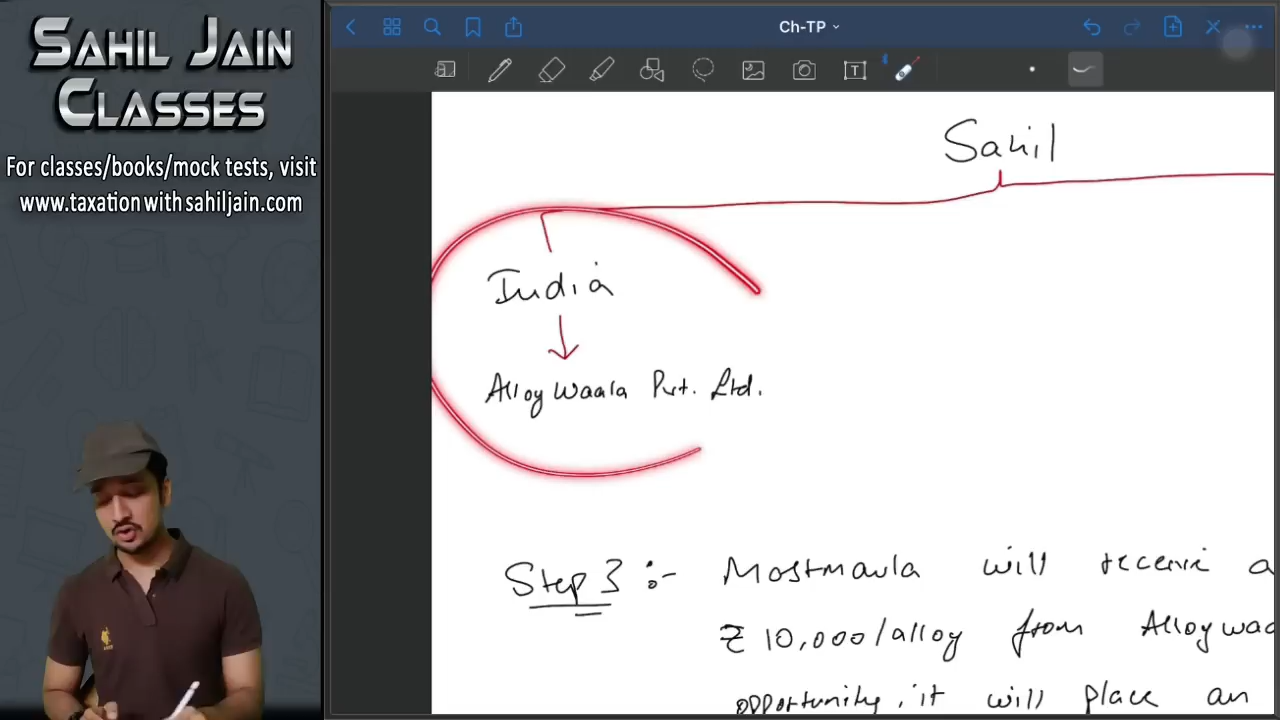 SAHIL JAIN
CLASSES
For classes/books/mock tests, visit
www.taxationwithsahiljain.com
Ch-TP
Sahil
India
Alloy Waala Pvt. Ltd.
Step 3 :- Mostmaula will receive a
₹ 10,000/alloy from Alloywaa
opportunity, it will place an